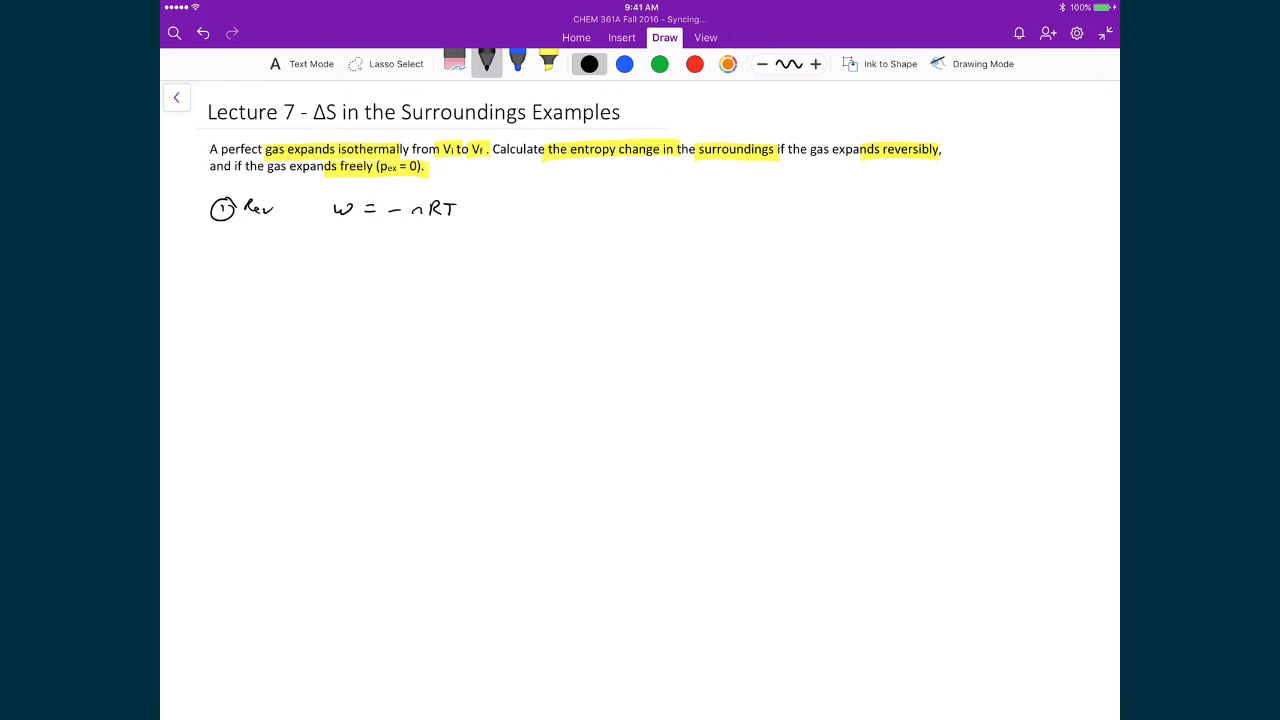 9:41 AM
100%
CHEM 361A Fall 2016 - Syncing...
Home Insert Draw View
A Text Mode Lasso Select Ink to Shape Drawing Mode
Lecture 7 - ΔS in the Surroundings Examples
A perfect gas expands isothermally from Vi to Vf . Calculate the entropy change in the surroundings if the gas expands reversibly,
and if the gas expands freely (pex = 0).
① Rev w = - nRT